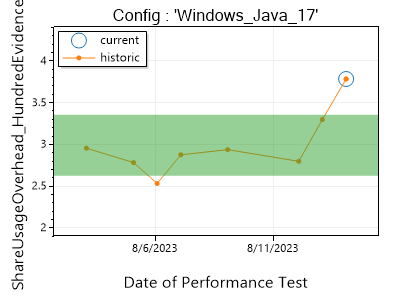 Config : 'Windows_Java_17'
current
historic
ShareUsageOverhead_HundredEvidence
4
3.5
3
2.5
2
8/6/2023
8/11/2023
Date of Performance Test